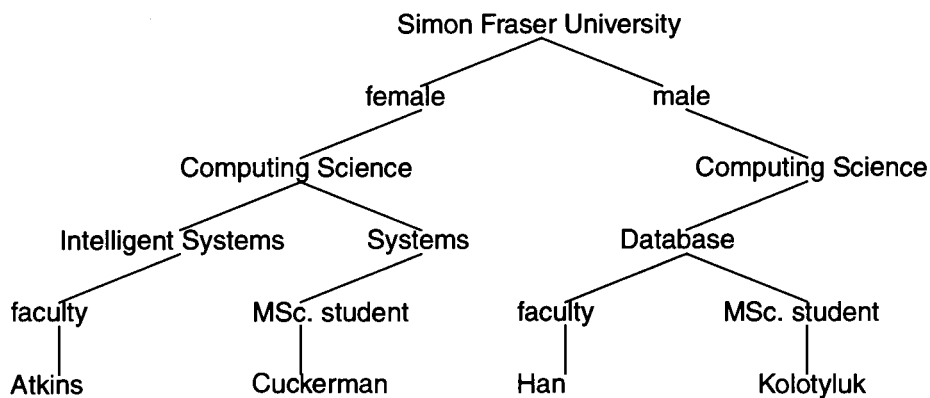 Simon Fraser University
female male
Computing Science Computing Science
Intelligent Systems Systems Database
faculty MSc. student faculty MSc. student
Atkins Cuckerman Han Kolotyluk